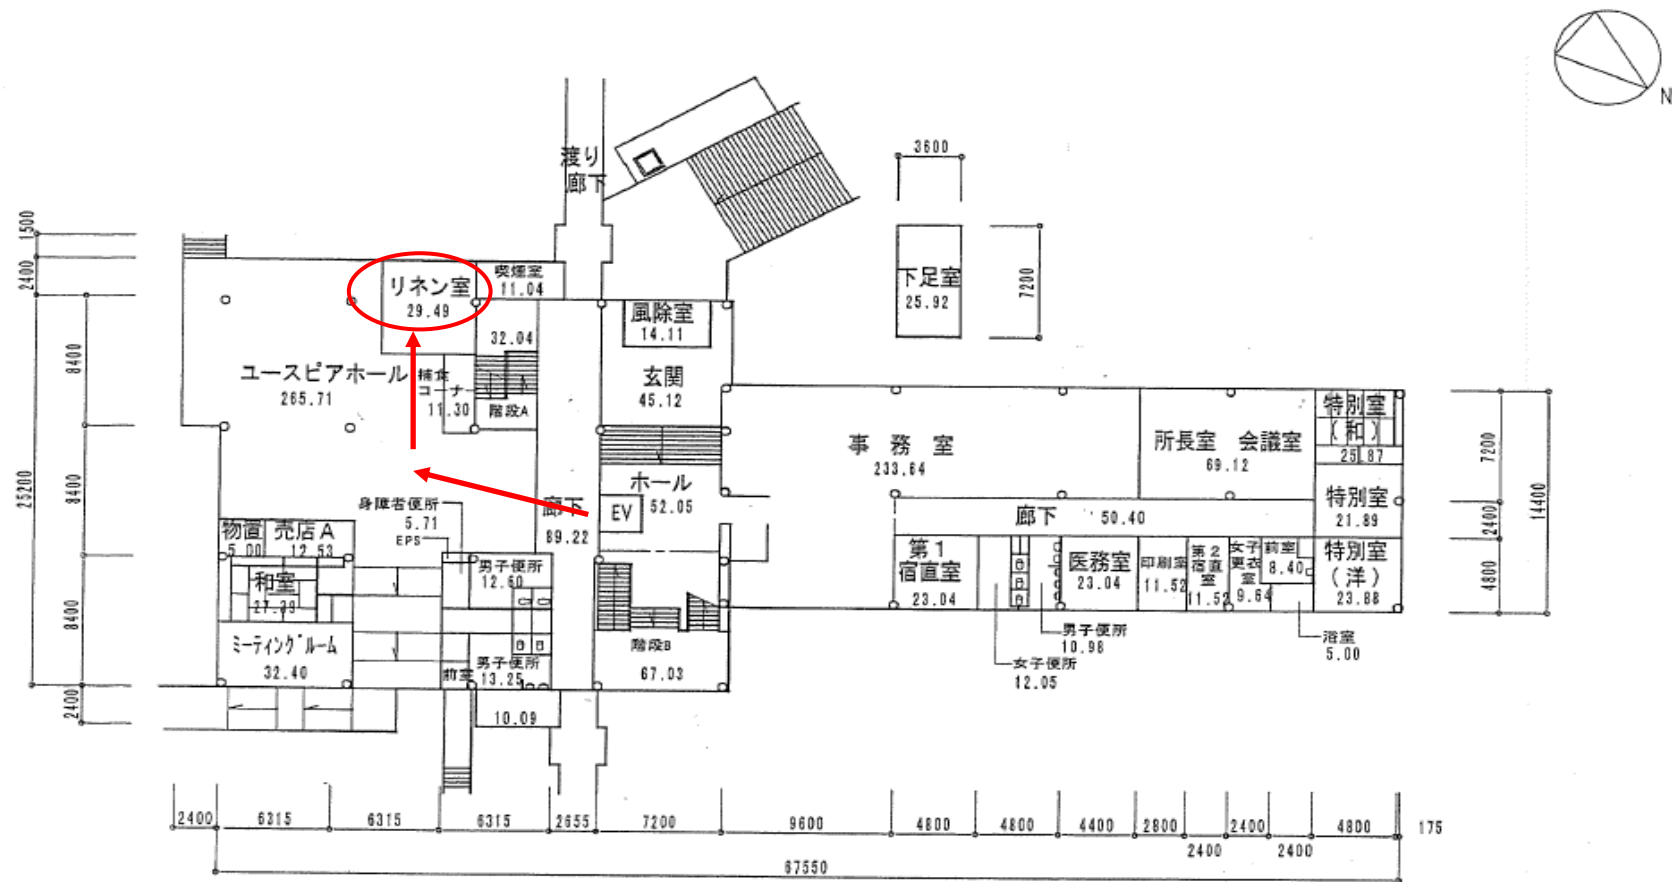 N
渡り
廊下
3600
1500
2400
8400
8400
8400
25200
2400
リネン室
29.49
喫煙室
11.04
32.04
風除室
14.11
下足室
25.92
7200
ユースピアホール
265.71
補食
コーナー
11.30
階段A
玄関
45.12
事 務 室
233.64
所長室 会議室
69.12
特別室
(和)
25.87
7200
2400
4800
14400
ホール
52.05
EV
廊下
89.22
廊下 50.40
特別室
21.89
身障者便所
5.71
EPS
物置
5.00
売店A
12.53
和室
27.39
男子便所
12.60
第1
宿直室
23.04
医務室
23.04
印刷室
11.52
第2
宿直
室
11.52
女子
更衣
室
9.64
前室
8.40
特別室
(洋)
23.88
ミーティングルーム
32.40
前室
男子便所
13.25
階段B
67.03
男子便所
10.98
女子便所
12.05
浴室
5.00
10.09
2400
6315
6315
6315
2655
7200
9600
4800
4800
4400
2800
2400
2400
2400
4800
175
67550